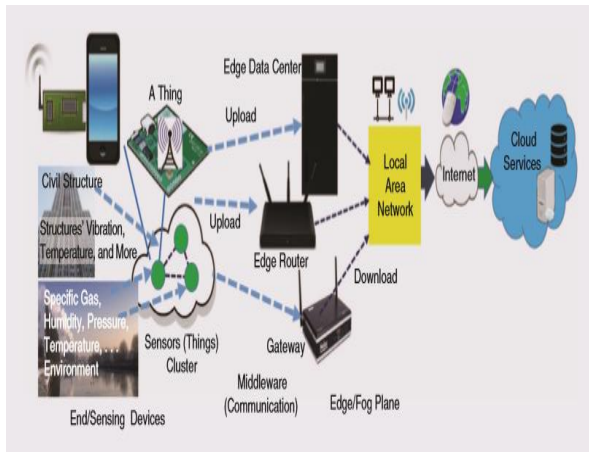 Edge Data Center
A Thing
Upload
Civil Structure
Structures' Vibration,
Temperature, and More
Upload
Edge Router
Local
Area
Network
Internet
Cloud
Services
Specific Gas,
Humidity, Pressure,
Temperature, . . .
Environment
Sensors (Things)
Cluster
Gateway
Download
Middleware
(Communication)
Edge/Fog Plane
End/Sensing Devices